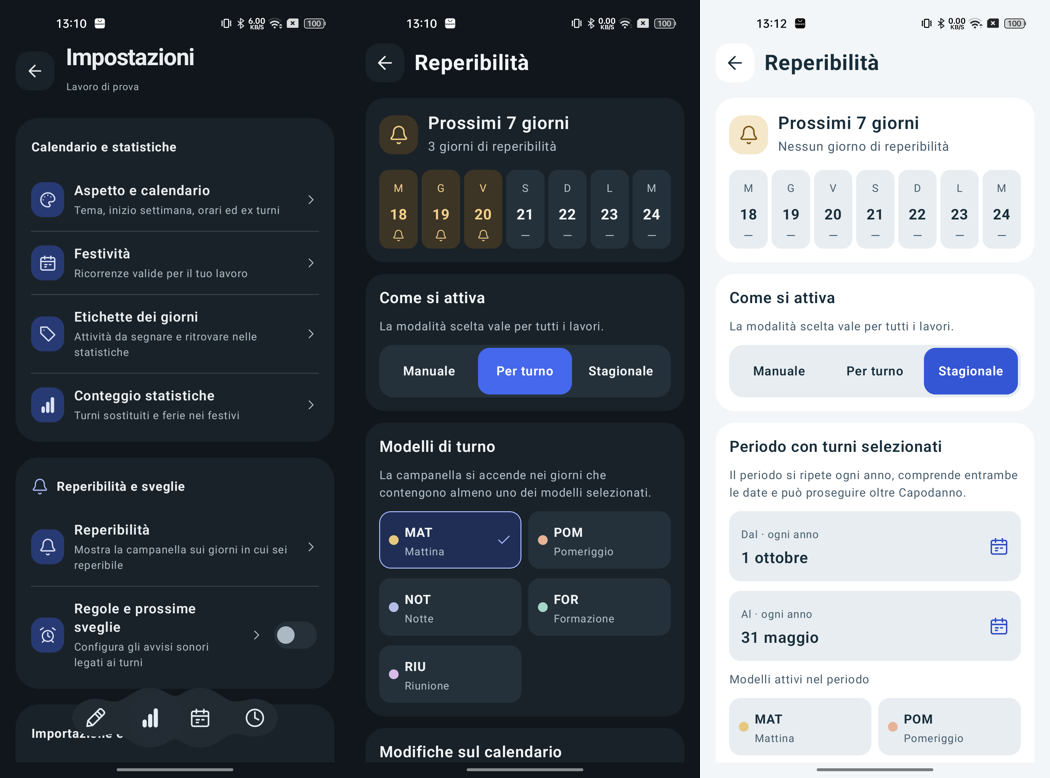 13:10
6.00
KB/S
100
Impostazioni
Lavoro di prova
Calendario e statistiche
Aspetto e calendario
Tema, inizio settimana, orari ed ex turni
Festività
Ricorrenze valide per il tuo lavoro
Etichette dei giorni
Attività da segnare e ritrovare nelle
statistiche
Conteggio statistiche
Turni sostituiti e ferie nei festivi
Reperibilità e sveglie
Reperibilità
Mostra la campanella sui giorni in cui sei
reperibile
Regole e prossime
sveglie
Configura gli avvisi sonori
legati ai turni
13:10
0.00
KB/S
100
Reperibilità
Prossimi 7 giorni
3 giorni di reperibilità
M G V S D L M
18 19 20 21 22 23 24
Come si attiva
La modalità scelta vale per tutti i lavori.
Manuale Per turno Stagionale
Modelli di turno
La campanella si accende nei giorni che
contengono almeno uno dei modelli selezionati.
MAT
Mattina
POM
Pomeriggio
NOT
Notte
FOR
Formazione
RIU
Riunione
Modifiche sul calendario
13:12
0.00
KB/S
100
Reperibilità
Prossimi 7 giorni
Nessun giorno di reperibilità
M G V S D L M
18 19 20 21 22 23 24
Come si attiva
La modalità scelta vale per tutti i lavori.
Manuale Per turno Stagionale
Periodo con turni selezionati
Il periodo si ripete ogni anno, comprende entrambe
le date e può proseguire oltre Capodanno.
Dal · ogni anno
1 ottobre
Al · ogni anno
31 maggio
Modelli attivi nel periodo
MAT
Mattina
POM
Pomeriggio